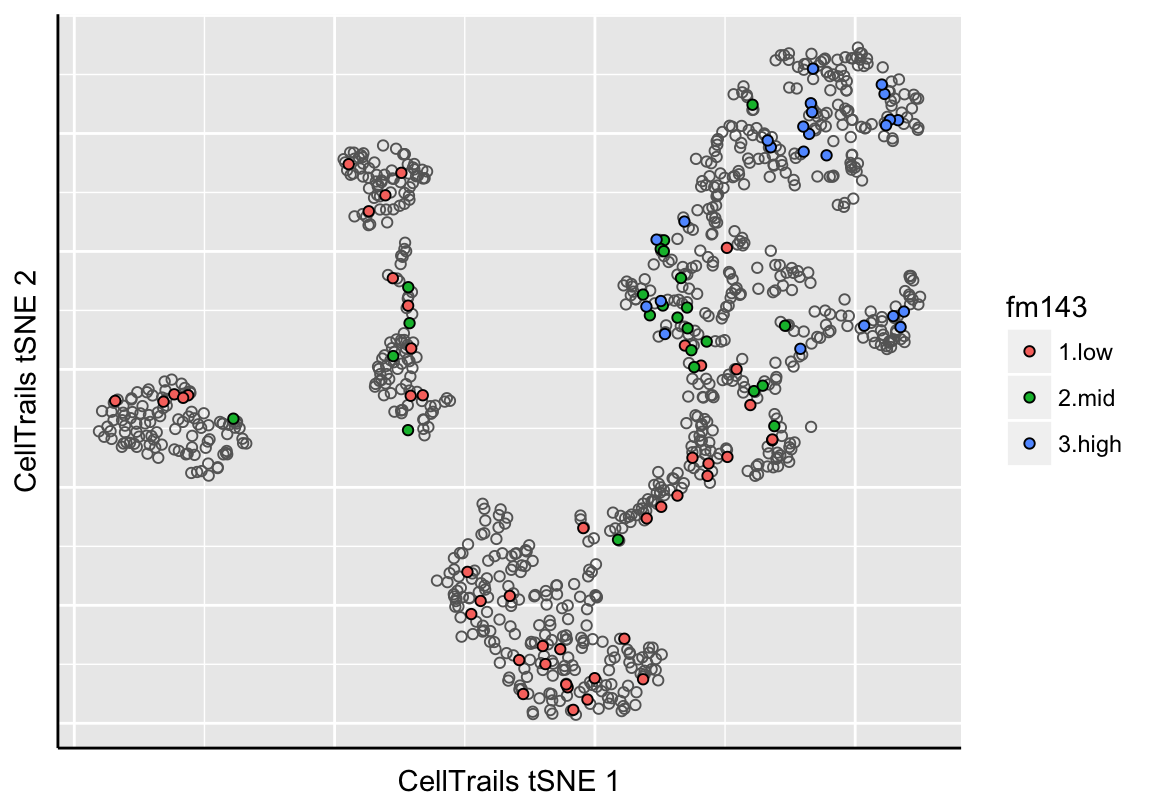 CellTrails tSNE 2
CellTrails tSNE 1
fm143
1.low
2.mid
3.high